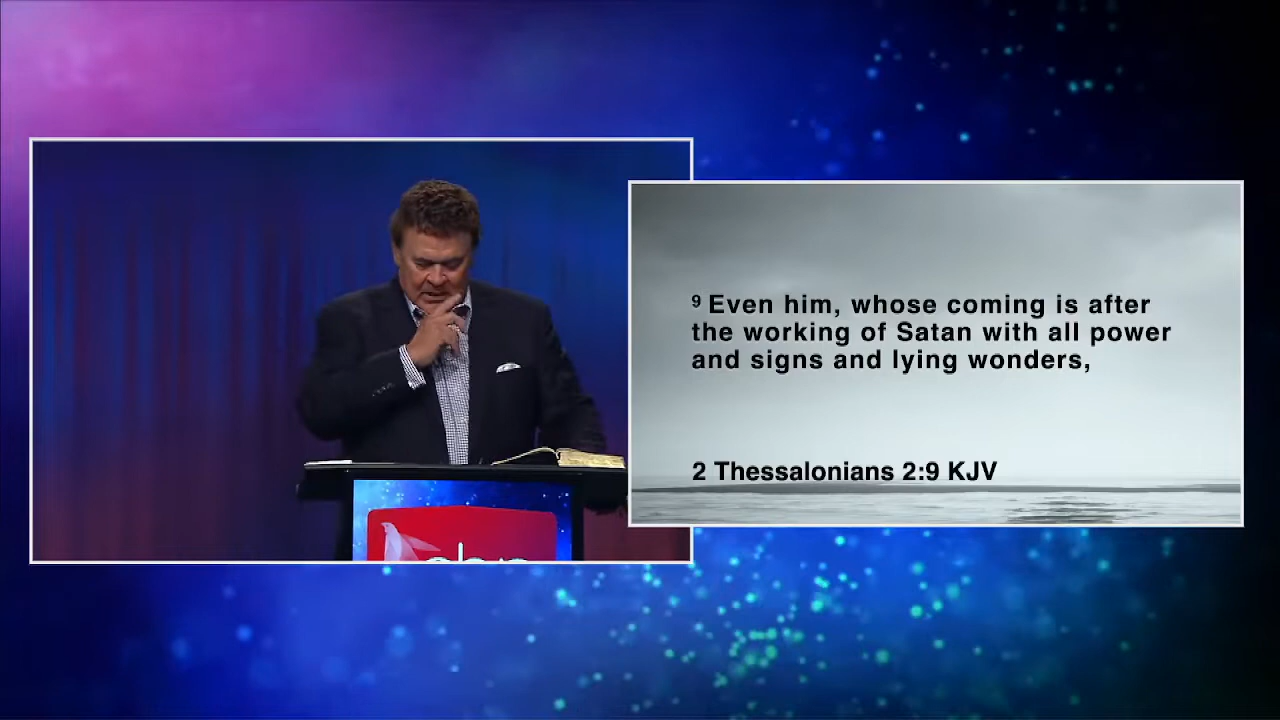 9 Even him, whose coming is after
the working of Satan with all power
and signs and lying wonders,
2 Thessalonians 2:9 KJV